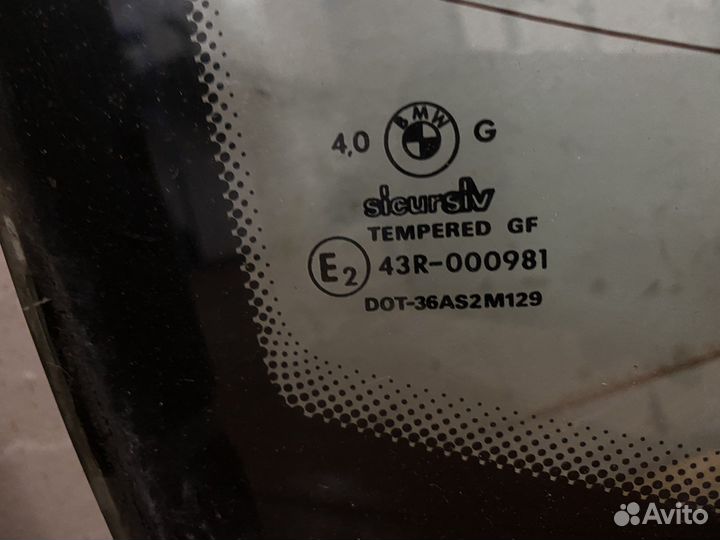 4,0 BMW G
sicursiv
TEMPERED GF
E2 43R-000981
DOT-36AS2M129
Avito